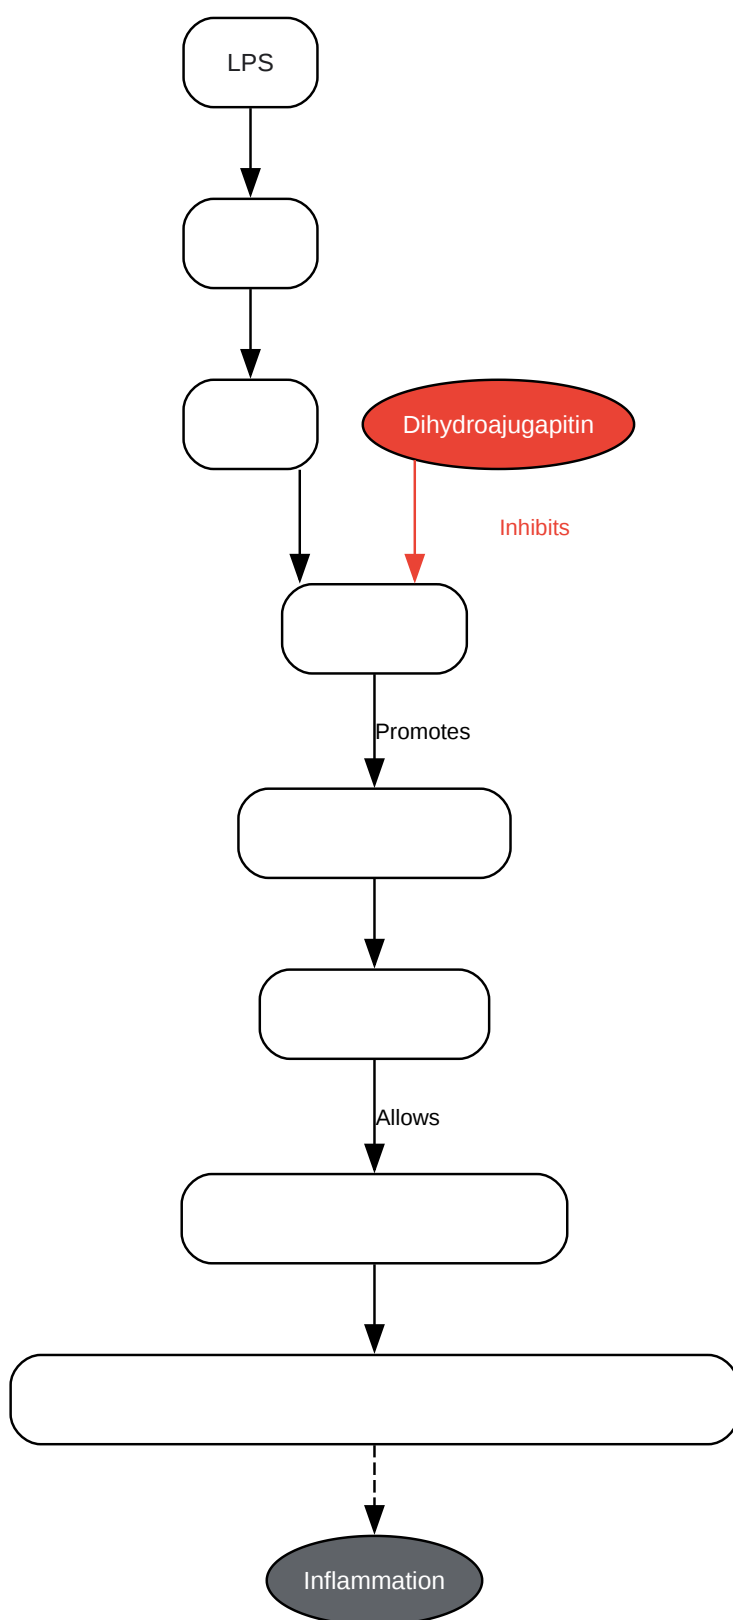 LPS
Dihydroajugapitin
Inhibits
Promotes
Allows
Inflammation